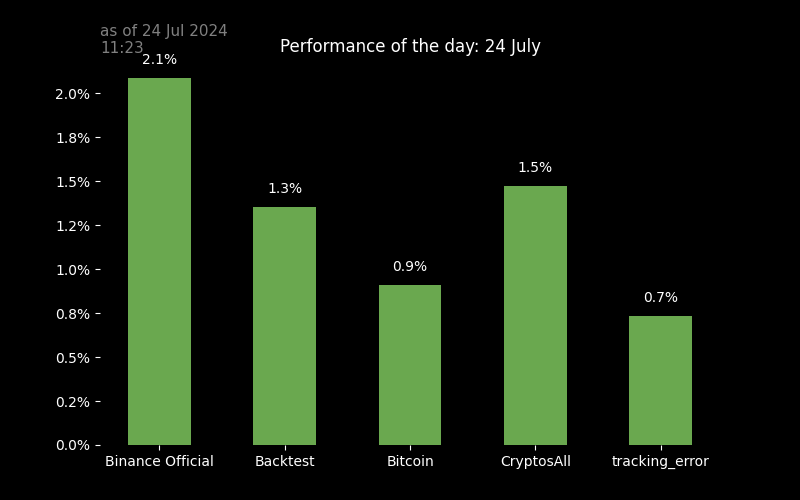 as of 24 Jul 2024
11:23
Performance of the day: 24 July
2.1%
1.3%
0.9%
1.5%
0.7%
2.0%
1.8%
1.5%
1.2%
1.0%
0.8%
0.5%
0.2%
0.0%
Binance Official
Backtest
Bitcoin
CryptosAll
tracking_error